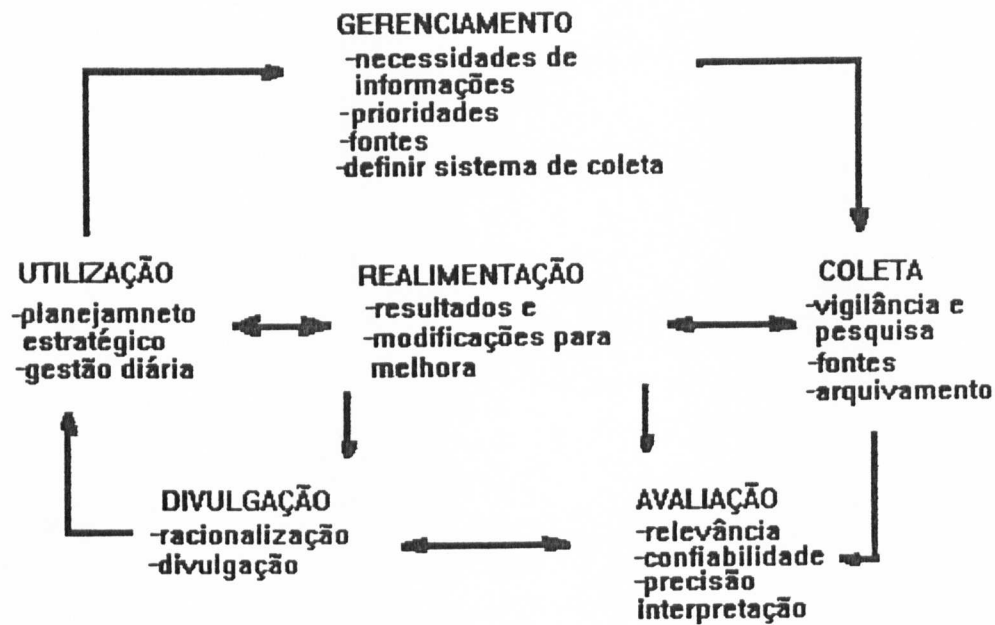 GERENCIAMENTO
-necessidades de
informações
-prioridades
-fontes
-definir sistema de coleta
UTILIZAÇÃO
-planejamneto
estratégico
-gestão diária
REALIMENTAÇÃO
-resultados e
-modificações para
melhora
COLETA
-vigilância e
pesquisa
-fontes
-arquivamento
DIVULGAÇÃO
-racionalização
-divulgação
AVALIAÇÃO
-relevância
-confiabilidade
-precisão
interpretação